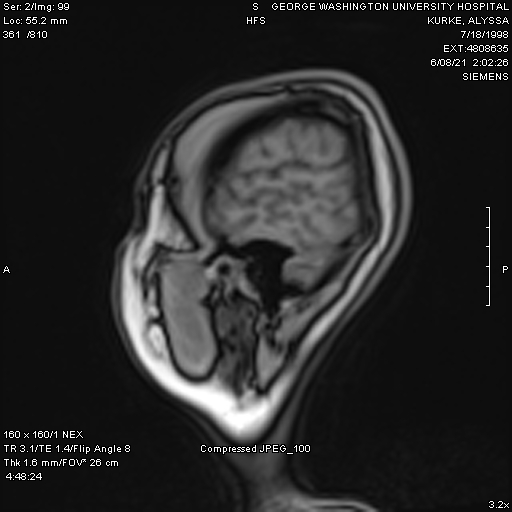 Ser: 2/Img: 99
Loc: 55.2 mm
361 /810
S GEORGE WASHINGTON UNIVERSITY HOSPITAL
HFS KURKE, ALYSSA
7/18/1998
EXT:4808635
6/08/21 2:02:26
SIEMENS
A
P
160 x 160/1 NEX
TR 3.1/TE 1.4/Flip Angle 8
Thk 1.6 mm/FOV* 26 cm
4:48:24
Compressed JPEG_100
3.2x